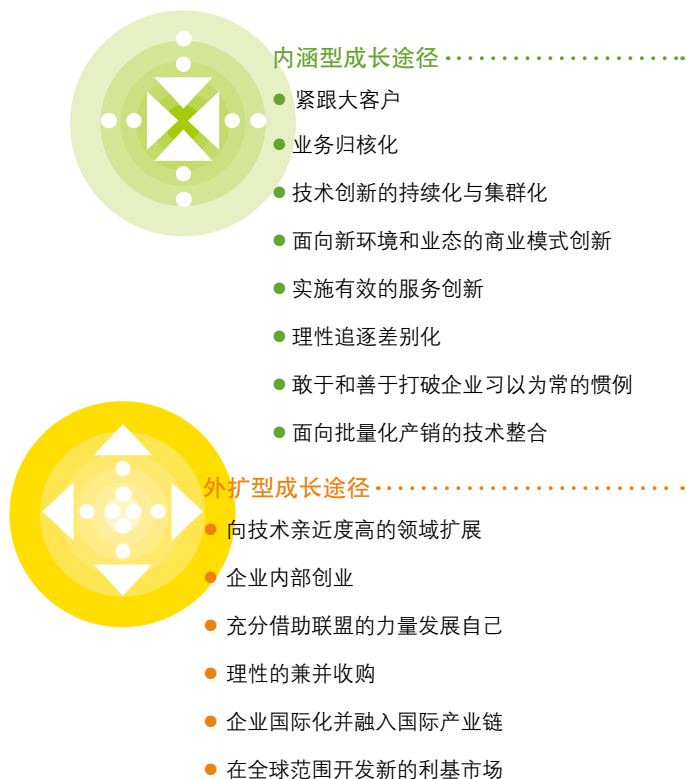 内涵型成长途径
紧跟大客户
业务归核化
技术创新的持续化与集群化
面向新环境和业态的商业模式创新
实施有效的服务创新
理性追逐差别化
敢于和善于打破企业习以为常的惯例
面向批量化产销的技术整合
外扩型成长途径
向技术亲近度高的领域扩展
企业内部创业
充分借助联盟的力量发展自己
理性的兼并收购
企业国际化并融入国际产业链
在全球范围开发新的利基市场